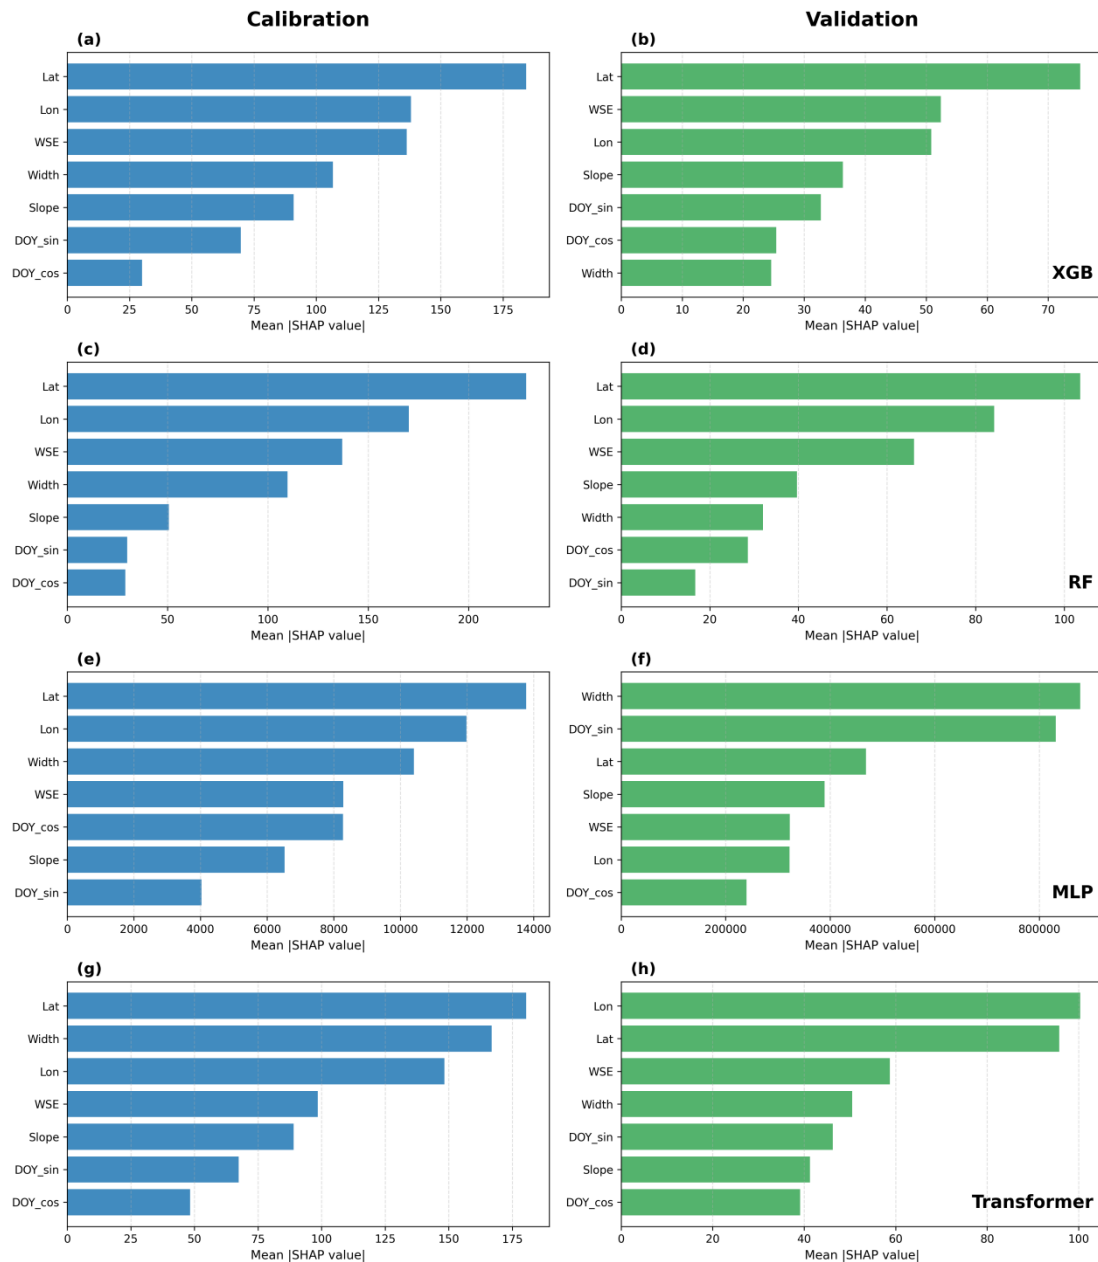 Calibration
Validation
(a)
Lat
Lon
WSE
Width
Slope
DOY_sin
DOY_cos
0 25 50 75 100 125 150 175
Mean |SHAP value|
(b)
Lat
WSE
Lon
Slope
DOY_sin
DOY_cos
Width
XGB
0 10 20 30 40 50 60 70
Mean |SHAP value|
(c)
Lat
Lon
WSE
Width
Slope
DOY_sin
DOY_cos
0 50 100 150 200
Mean |SHAP value|
(d)
Lat
Lon
WSE
Slope
Width
DOY_cos
DOY_sin
RF
0 20 40 60 80 100
Mean |SHAP value|
(e)
Lat
Lon
Width
WSE
DOY_cos
Slope
DOY_sin
0 2000 4000 6000 8000 10000 12000 14000
Mean |SHAP value|
(f)
Width
DOY_sin
Lat
Slope
WSE
Lon
DOY_cos
MLP
0 200000 400000 600000 800000
Mean |SHAP value|
(g)
Lat
Width
Lon
WSE
Slope
DOY_sin
DOY_cos
0 25 50 75 100 125 150 175
Mean |SHAP value|
(h)
Lon
Lat
WSE
Width
DOY_sin
Slope
DOY_cos
Transformer
0 20 40 60 80 100
Mean |SHAP value|